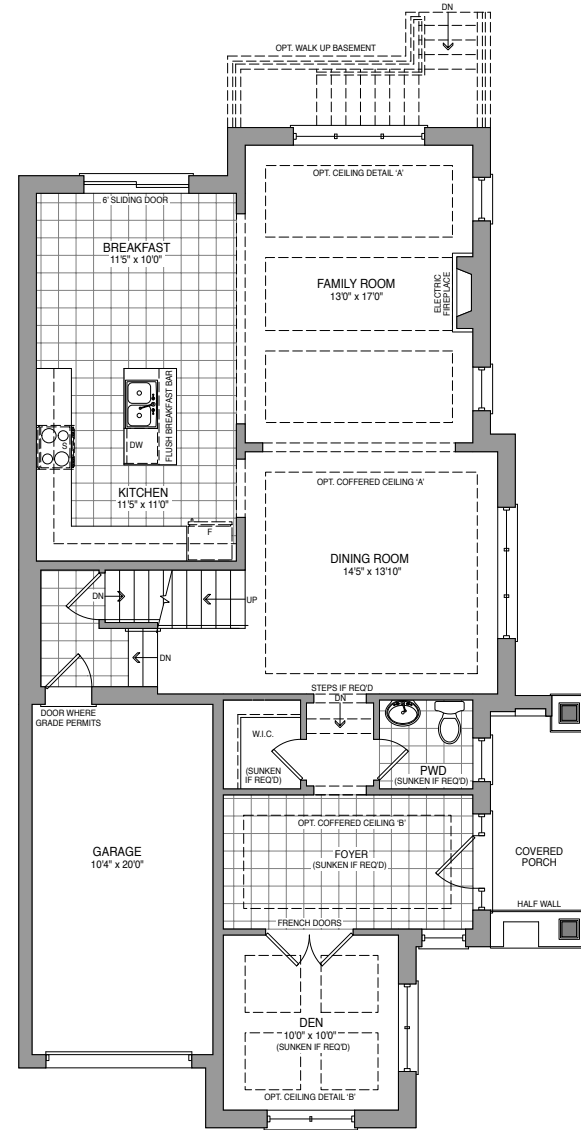 DN
OPT. WALK UP BASEMENT
OPT. CEILING DETAIL 'A'
6' SLIDING DOOR
BREAKFAST
11'5" x 10'0"
FAMILY ROOM
13'0" x 17'0"
ELECTRIC
FIREPLACE
FLUSH BREAKFAST BAR
S
DW
OPT. COFFERED CEILING 'A'
KITCHEN
11'5" x 11'0"
F
DINING ROOM
14'5" x 13'10"
DN
UP
DN
STEPS IF REQ'D
DN
DOOR WHERE
GRADE PERMITS
W.I.C.
(SUNKEN
IF REQ'D)
PWD
(SUNKEN IF REQ'D)
OPT. COFFERED CEILING 'B'
GARAGE
10'4" x 20'0"
FOYER
(SUNKEN IF REQ'D)
COVERED
PORCH
HALF WALL
FRENCH DOORS
DEN
10'0" x 10'0"
(SUNKEN IF REQ'D)
OPT. CEILING DETAIL 'B'